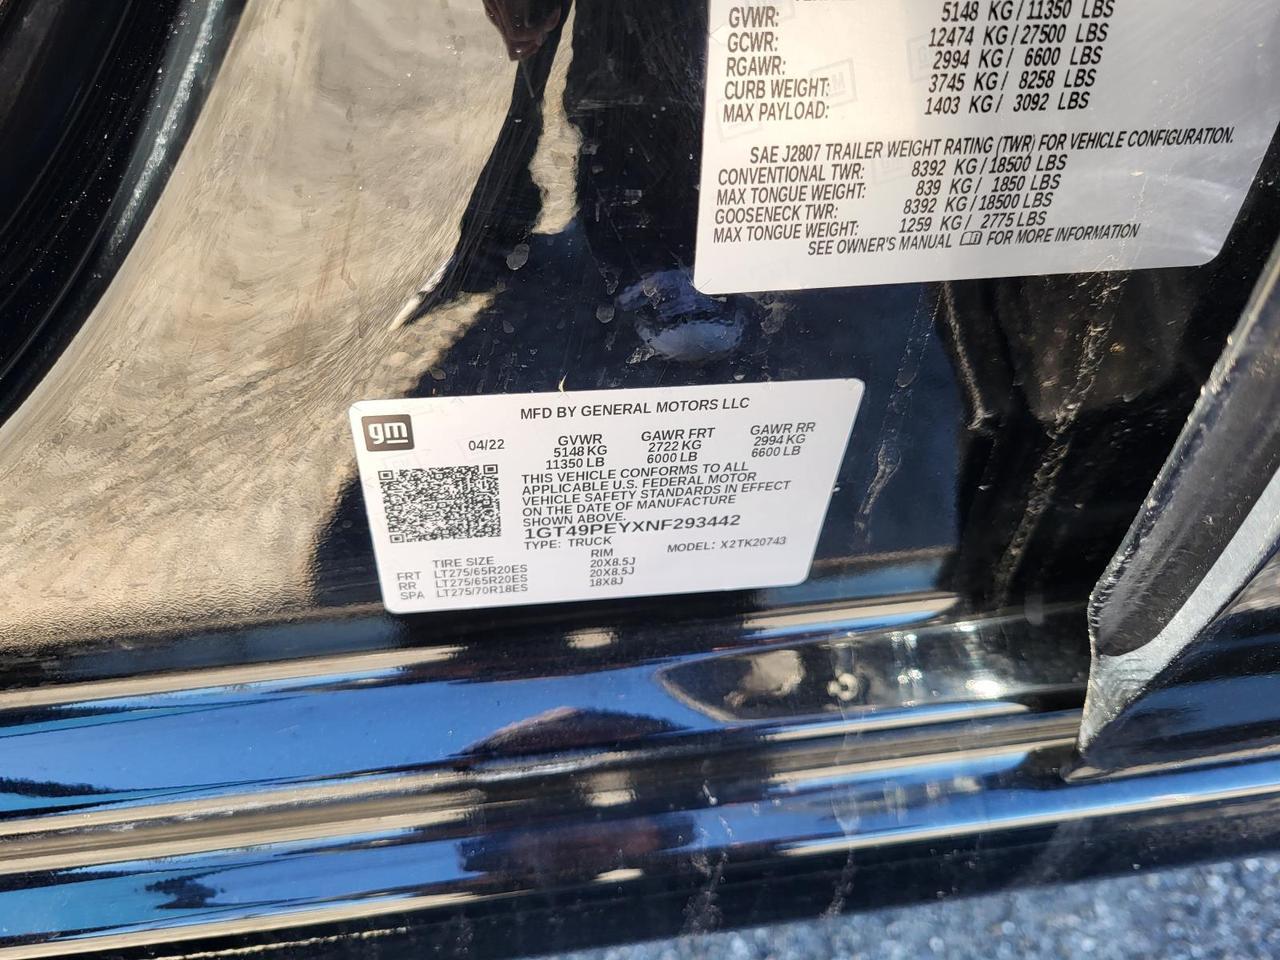 GVWR: 5148 KG / 11350 LBS
GCWR: 12474 KG / 27500 LBS
RGAWR: 2994 KG / 6600 LBS
CURB WEIGHT: 3745 KG / 8258 LBS
MAX PAYLOAD: 1403 KG / 3092 LBS
SAE J2807 TRAILER WEIGHT RATING (TWR) FOR VEHICLE CONFIGURATION.
CONVENTIONAL TWR: 8392 KG / 18500 LBS
MAX TONGUE WEIGHT: 839 KG / 1850 LBS
GOOSENECK TWR: 8392 KG / 18500 LBS
MAX TONGUE WEIGHT: 1259 KG / 2775 LBS
SEE OWNER'S MANUAL FOR MORE INFORMATION
MFD BY GENERAL MOTORS LLC
gm
04/22 GVWR GAWR FRT GAWR RR
5148 KG 2722 KG 2994 KG
11350 LB 6000 LB 6600 LB
THIS VEHICLE CONFORMS TO ALL
APPLICABLE U.S. FEDERAL MOTOR
VEHICLE SAFETY STANDARDS IN EFFECT
ON THE DATE OF MANUFACTURE
SHOWN ABOVE.
1GT49PEYXNF293442
TYPE: TRUCK MODEL: X2TK20743
TIRE SIZE RIM
FRT LT275/65R20ES 20X8.5J
RR LT275/65R20ES 20X8.5J
SPA LT275/70R18ES 18X8J